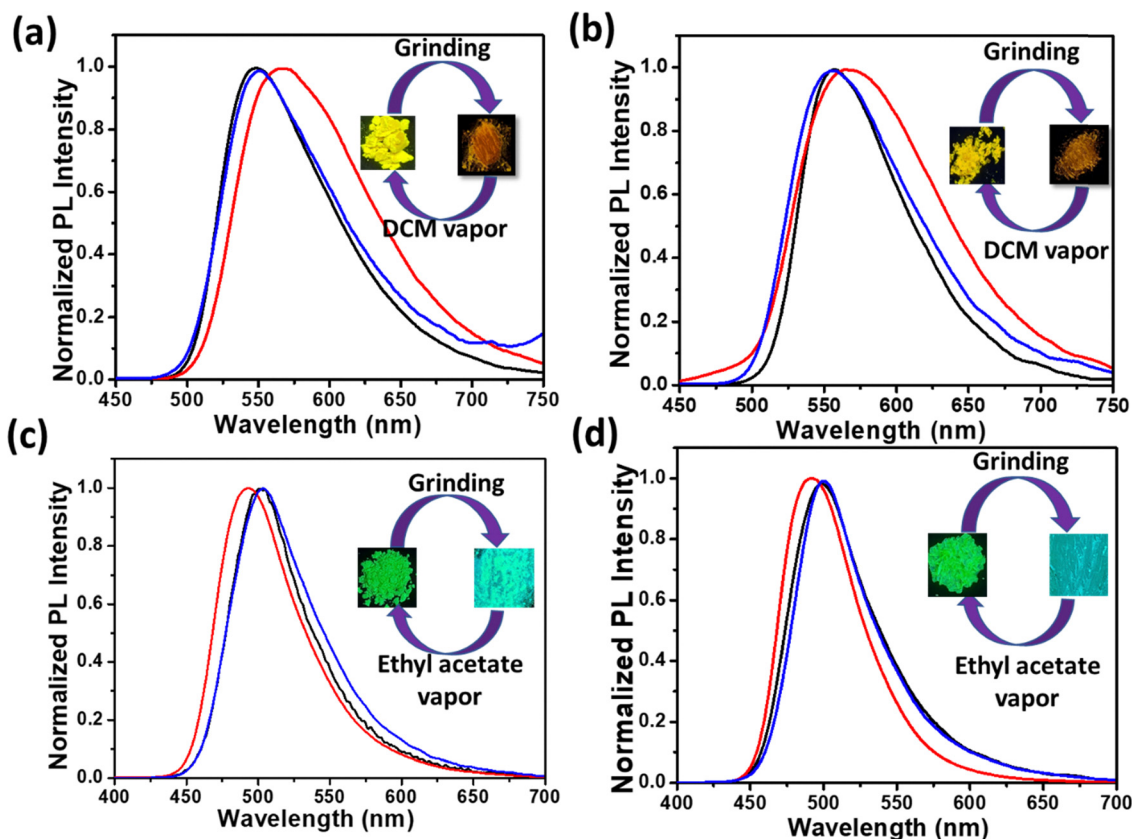 (a)
Normalized PL Intensity
1.0
0.8
0.6
0.4
0.2
0.0
450 500 550 600 650 700 750
Wavelength (nm)
Grinding
DCM vapor
(b)
Normalized PL Intensity
1.0
0.8
0.6
0.4
0.2
0.0
450 500 550 600 650 700 750
Wavelength (nm)
Grinding
DCM vapor
(c)
Normalized PL Intensity
1.0
0.8
0.6
0.4
0.2
0.0
400 450 500 550 600 650 700
Wavelength (nm)
Grinding
Ethyl acetate
vapor
(d)
Normalized PL Intensity
1.0
0.8
0.6
0.4
0.2
0.0
400 450 500 550 600 650 700
Wavelength (nm)
Grinding
Ethyl acetate
vapor